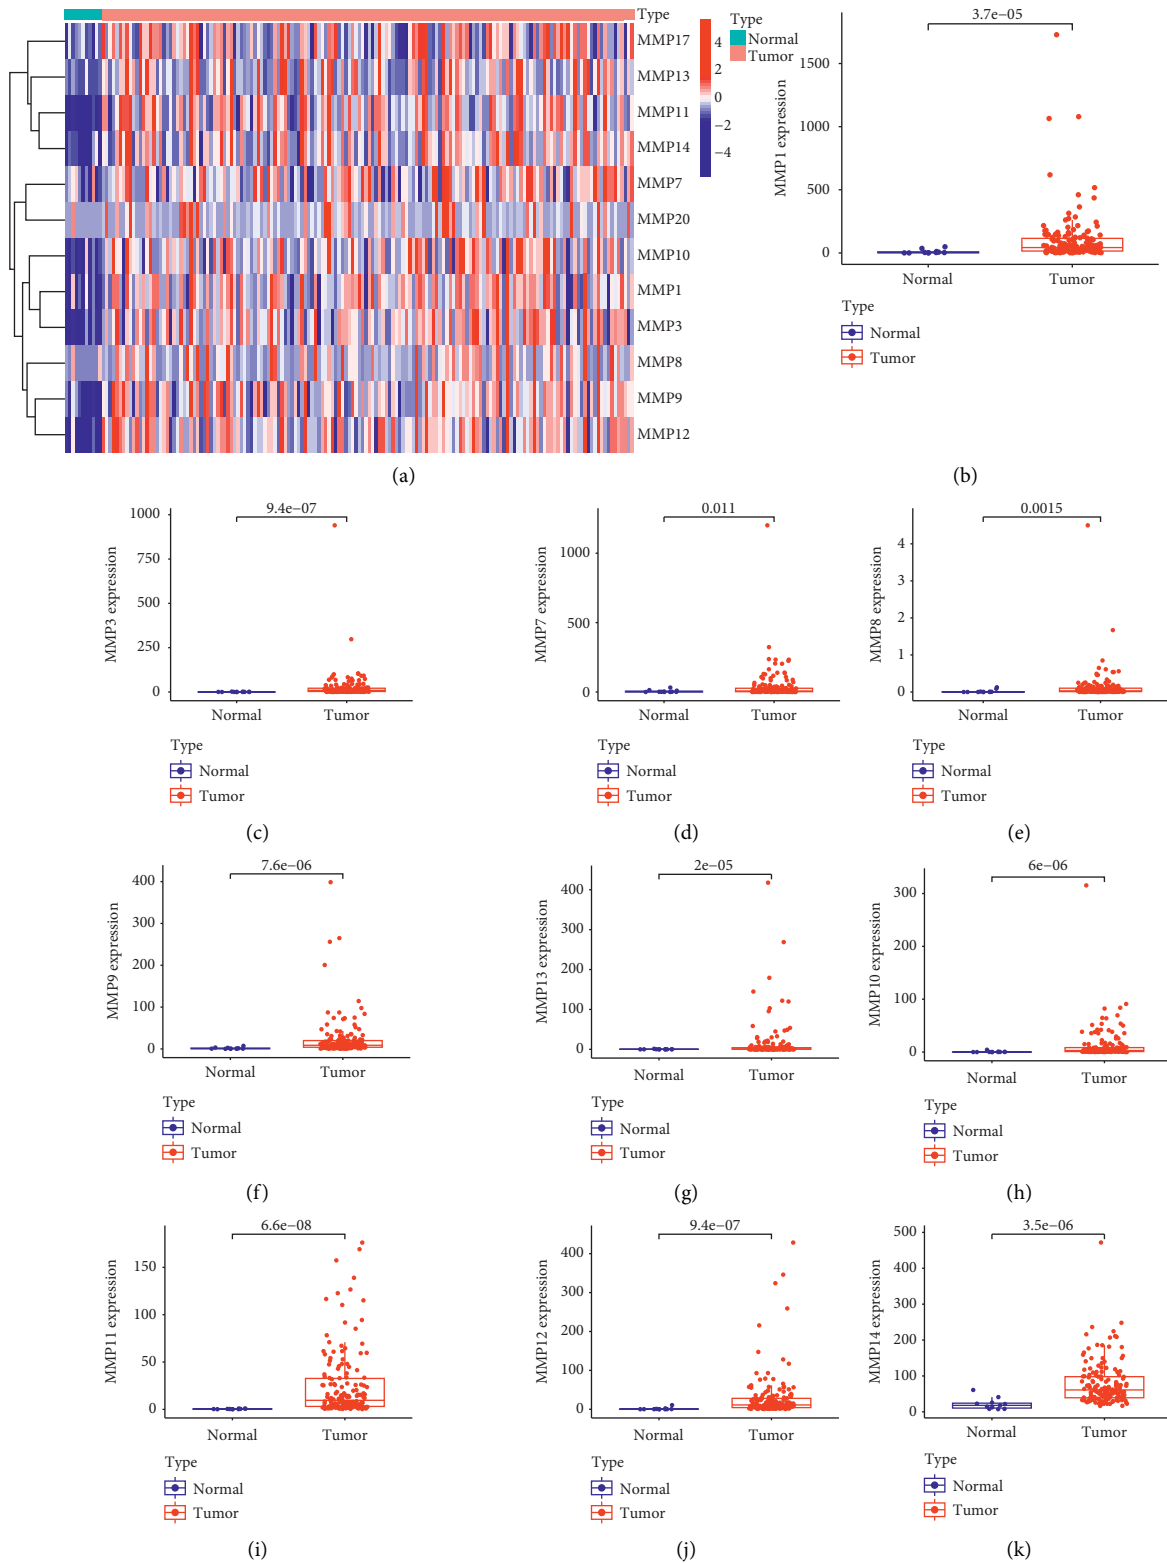 Type
MMP17
MMP13
MMP11
MMP14
MMP7
MMP20
MMP10
MMP1
MMP3
MMP8
MMP9
MMP12
4
2
0
−2
−4
Type
Normal
Tumor
(a)
3.7e−05
MMP1 expression
1500
1000
500
0
Normal Tumor
Type
Normal
Tumor
(b)
9.4e−07
MMP3 expression
1000
750
500
250
0
Normal Tumor
Type
Normal
Tumor
(c)
0.011
MMP7 expression
1000
500
0
Normal Tumor
Type
Normal
Tumor
(d)
0.0015
MMP8 expression
4
3
2
1
0
Normal Tumor
Type
Normal
Tumor
(e)
7.6e−06
MMP9 expression
400
300
200
100
0
Normal Tumor
Type
Normal
Tumor
(f)
2e−05
MMP13 expression
400
300
200
100
0
Normal Tumor
Type
Normal
Tumor
(g)
6e−06
MMP10 expression
300
200
100
0
Normal Tumor
Type
Normal
Tumor
(h)
6.6e−08
MMP11 expression
150
100
50
0
Normal Tumor
Type
Normal
Tumor
(i)
9.4e−07
MMP12 expression
400
300
200
100
0
Normal Tumor
Type
Normal
Tumor
(j)
3.5e−06
MMP14 expression
500
400
300
200
100
0
Normal Tumor
Type
Normal
Tumor
(k)